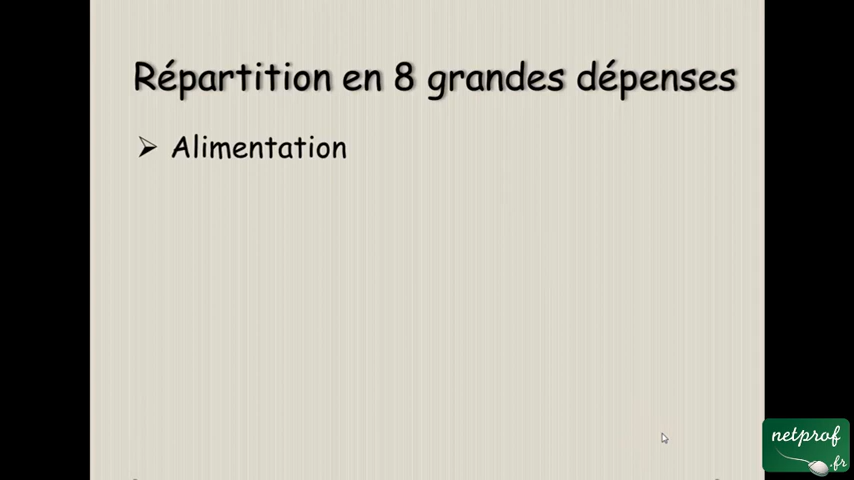 Répartition en 8 grandes dépenses
Alimentation
netprof
.fr